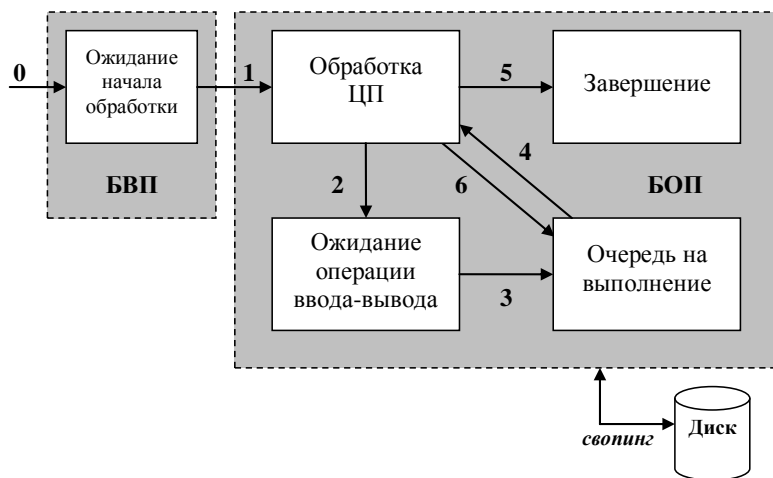 0
Ожидание
начала
обработки
БВП
1
Обработка
ЦП
5
Завершение
4
2
6
БОП
Ожидание
операции
ввода-вывода
3
Очередь на
выполнение
свопинг
Диск